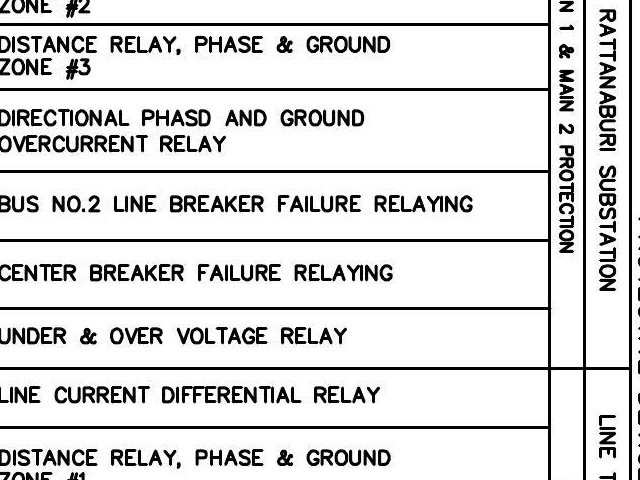 ZONE #2
DISTANCE RELAY, PHASE & GROUND
ZONE #3
DIRECTIONAL PHASD AND GROUND
OVERCURRENT RELAY
BUS NO.2 LINE BREAKER FAILURE RELAYING
CENTER BREAKER FAILURE RELAYING
UNDER & OVER VOLTAGE RELAY
LINE CURRENT DIFFERENTIAL RELAY
DISTANCE RELAY, PHASE & GROUND
ZONE #1
N 1 & MAIN 2 PROTECTION
RATTANABURI SUBSTATION
LINE T